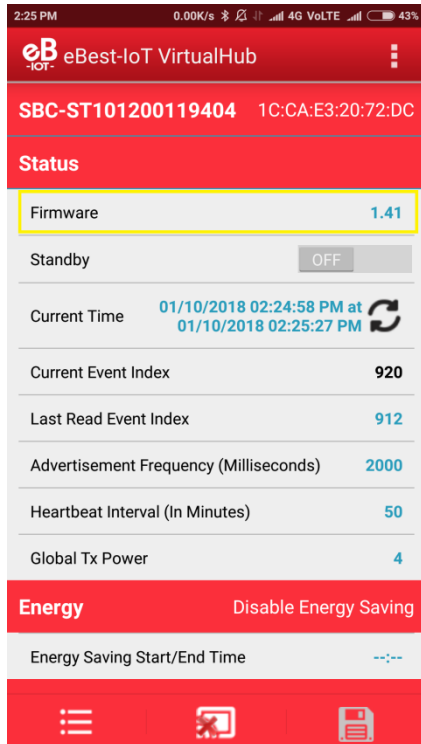 2:25 PM 0.00K/s 4G VoLTE 43%
eB
-IOT- eBest-IoT VirtualHub
SBC-ST101200119404 1C:CA:E3:20:72:DC
Status
Firmware 1.41
Standby OFF
Current Time 01/10/2018 02:24:58 PM at
01/10/2018 02:25:27 PM
Current Event Index 920
Last Read Event Index 912
Advertisement Frequency (Milliseconds) 2000
Heartbeat Interval (In Minutes) 50
Global Tx Power 4
Energy Disable Energy Saving
Energy Saving Start/End Time --:--